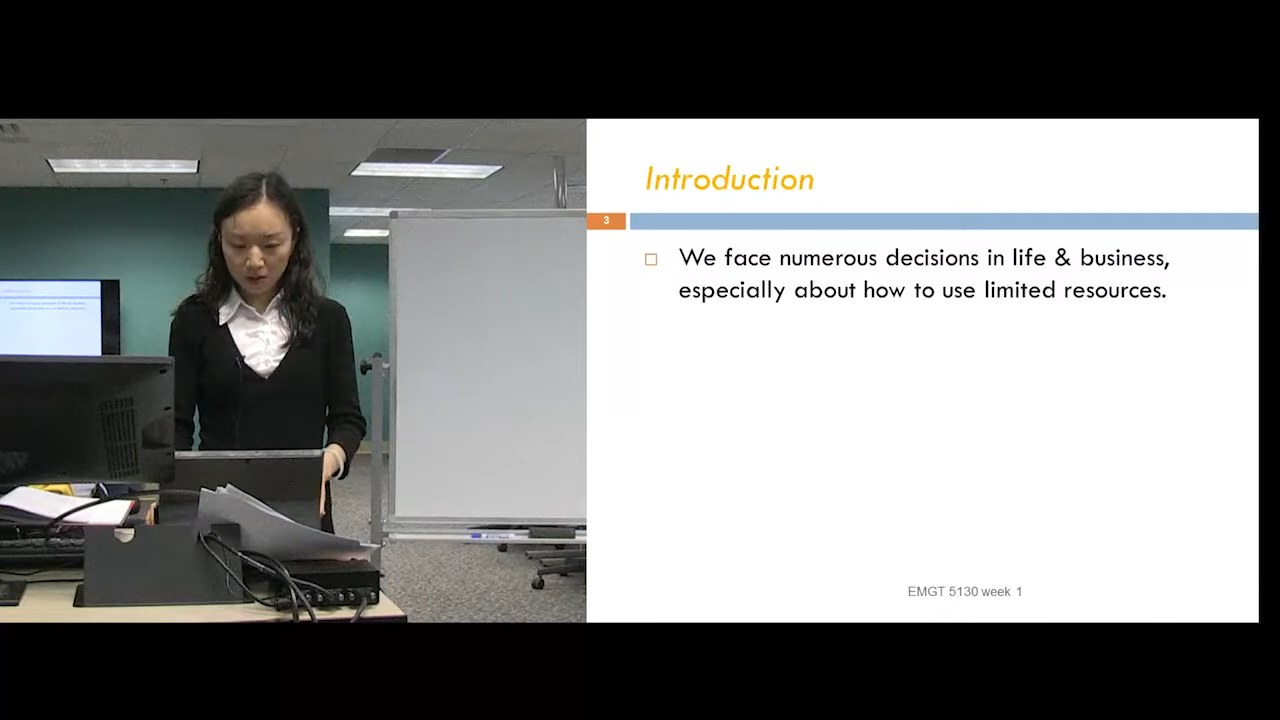 Introduction
3
We face numerous decisions in life & business,
especially about how to use limited resources.
EMGT 5130 week 1